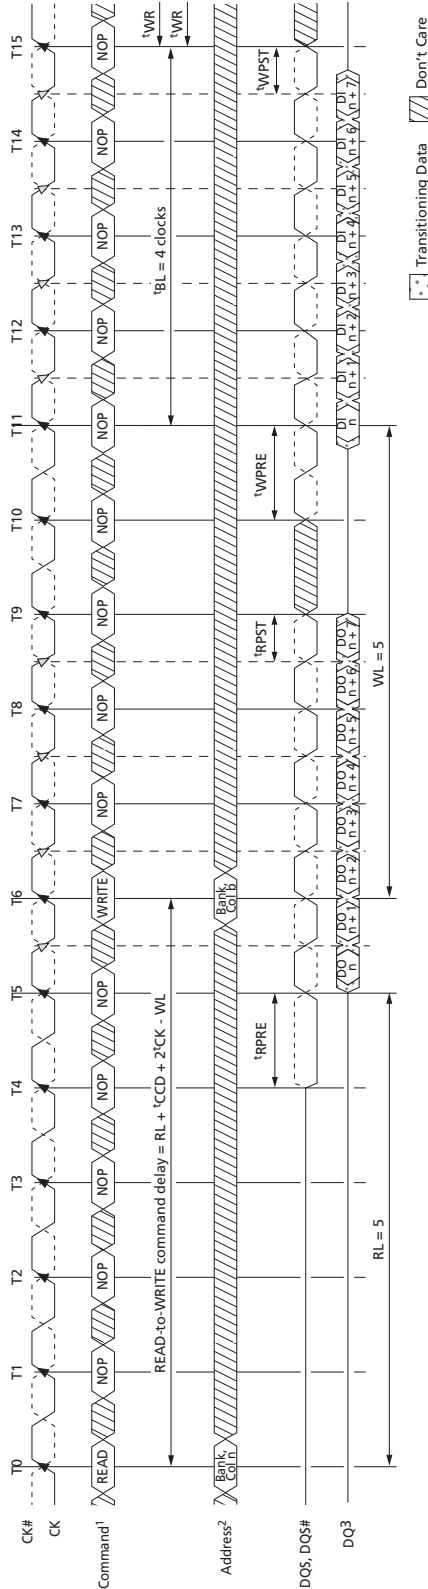 T0 T1 T2 T3 T4 T5 T6 T7 T8 T9 T10 T11 T12 T13 T14 T15
CK#
CK
Command1 READ NOP NOP NOP NOP NOP WRITE NOP NOP NOP NOP NOP NOP NOP NOP NOP
READ-to-WRITE command delay = RL + tCCD + 2tCK - WL
tBL = 4 clocks
tWR
tWR
Address2 Bank, Col n Bank, Col b
tRPRE tRPST tWPRE tWPST
DQS, DQS#
DQ3 DO n DO n + 1 DO n + 2 DO n + 3 DO n + 4 DO n + 5 DO n + 6 DO n + 7 DI n DI n + 1 DI n + 2 DI n + 3 DI n + 4 DI n + 5 DI n + 6 DI n + 7
RL = 5 WL = 5
Transitioning Data Don't Care